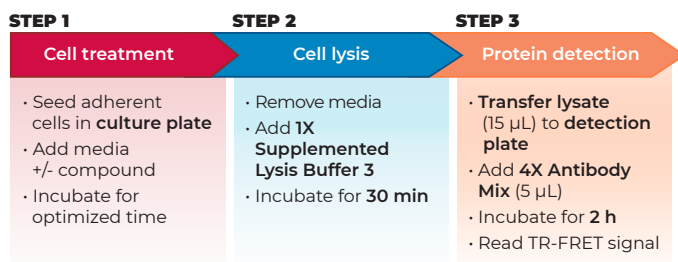 STEP 1
Cell treatment
· Seed adherent
cells in culture plate
· Add media
+/- compound
· Incubate for
optimized time
STEP 2
Cell lysis
· Remove media
· Add 1X
Supplemented
Lysis Buffer 3
· Incubate for 30 min
STEP 3
Protein detection
· Transfer lysate
(15 µL) to detection
plate
· Add 4X Antibody
Mix (5 µL)
· Incubate for 2 h
· Read TR-FRET signal